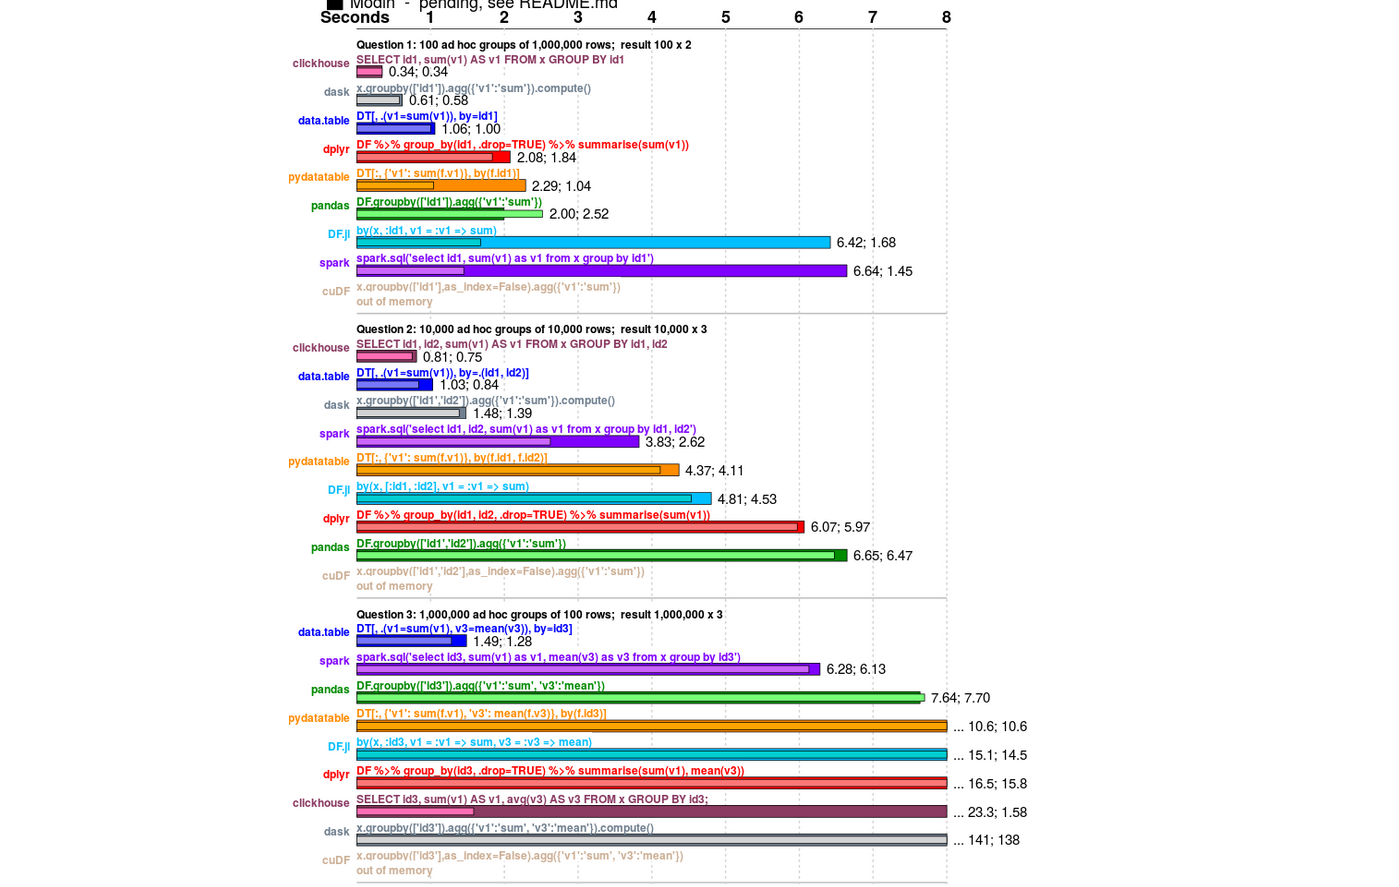 Modin - pending, see README.md
Seconds 1 2 3 4 5 6 7 8
Question 1: 100 ad hoc groups of 1,000,000 rows; result 100 x 2
clickhouse SELECT id1, sum(v1) AS v1 FROM x GROUP BY id1
0.34; 0.34
dask x.groupby(['id1']).agg({'v1':'sum'}).compute()
0.61; 0.58
data.table DT[, .(v1=sum(v1)), by=id1]
1.06; 1.00
dplyr DF %>% group_by(id1, .drop=TRUE) %>% summarise(sum(v1))
2.08; 1.84
pydatatable DT[:, {'v1': sum(f.v1)}, by(f.id1)]
2.29; 1.04
pandas DF.groupby(['id1']).agg({'v1':'sum'})
2.00; 2.52
DF.jl by(x, :id1, v1 = :v1 => sum)
6.42; 1.68
spark spark.sql('select id1, sum(v1) as v1 from x group by id1')
6.64; 1.45
cuDF x.groupby(['id1'],as_index=False).agg({'v1':'sum'})
out of memory
Question 2: 10,000 ad hoc groups of 10,000 rows; result 10,000 x 3
clickhouse SELECT id1, id2, sum(v1) AS v1 FROM x GROUP BY id1, id2
0.81; 0.75
data.table DT[, .(v1=sum(v1)), by=.(id1, id2)]
1.03; 0.84
dask x.groupby(['id1','id2']).agg({'v1':'sum'}).compute()
1.48; 1.39
spark spark.sql('select id1, id2, sum(v1) as v1 from x group by id1, id2')
3.83; 2.62
pydatatable DT[:, {'v1': sum(f.v1)}, by(f.id1, f.id2)]
4.37; 4.11
DF.jl by(x, [:id1, :id2], v1 = :v1 => sum)
4.81; 4.53
dplyr DF %>% group_by(id1, id2, .drop=TRUE) %>% summarise(sum(v1))
6.07; 5.97
pandas DF.groupby(['id1','id2']).agg({'v1':'sum'})
6.65; 6.47
cuDF x.groupby(['id1','id2'],as_index=False).agg({'v1':'sum'})
out of memory
Question 3: 1,000,000 ad hoc groups of 100 rows; result 1,000,000 x 3
data.table DT[, .(v1=sum(v1), v3=mean(v3)), by=id3]
1.49; 1.28
spark spark.sql('select id3, sum(v1) as v1, mean(v3) as v3 from x group by id3')
6.28; 6.13
pandas DF.groupby(['id3']).agg({'v1':'sum', 'v3':'mean'})
7.64; 7.70
pydatatable DT[:, {'v1': sum(f.v1), 'v3': mean(f.v3)}, by(f.id3)]
... 10.6; 10.6
DF.jl by(x, :id3, v1 = :v1 => sum, v3 = :v3 => mean)
... 15.1; 14.5
dplyr DF %>% group_by(id3, .drop=TRUE) %>% summarise(sum(v1), mean(v3))
... 16.5; 15.8
clickhouse SELECT id3, sum(v1) AS v1, avg(v3) AS v3 FROM x GROUP BY id3;
... 23.3; 1.58
dask x.groupby(['id3']).agg({'v1':'sum', 'v3':'mean'}).compute()
... 141; 138
cuDF x.groupby(['id3'],as_index=False).agg({'v1':'sum', 'v3':'mean'})
out of memory